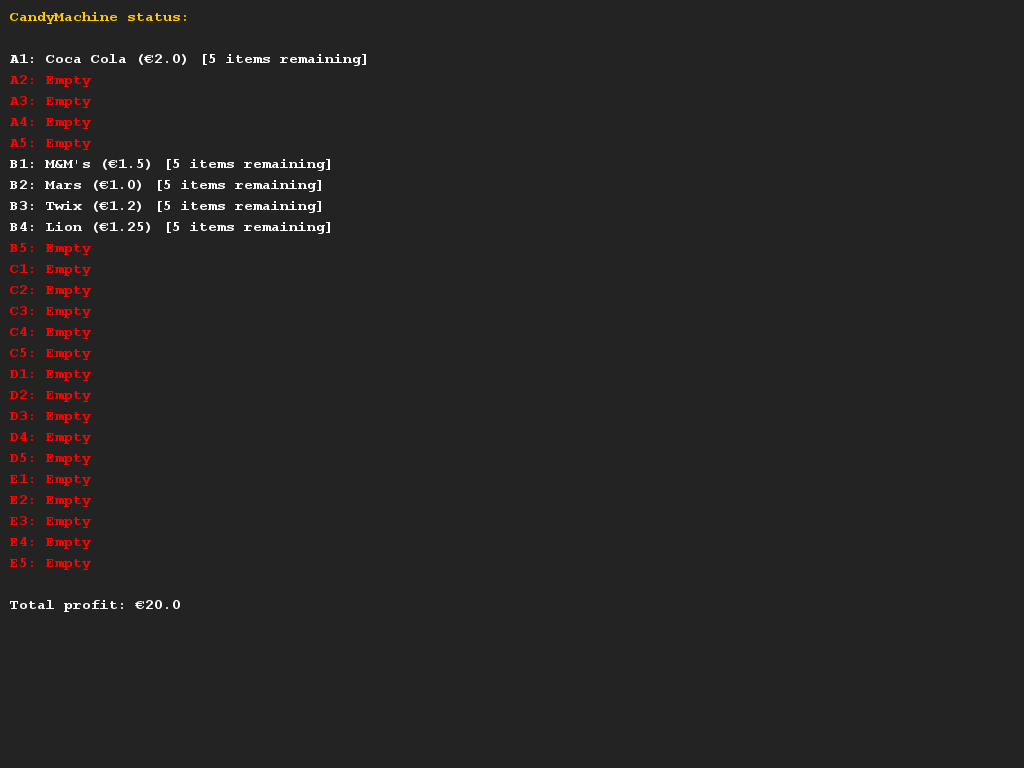 CandyMachine status:
A1: Coca Cola (€2.0) [5 items remaining]
A2: Empty
A3: Empty
A4: Empty
A5: Empty
B1: M&M's (€1.5) [5 items remaining]
B2: Mars (€1.0) [5 items remaining]
B3: Twix (€1.2) [5 items remaining]
B4: Lion (€1.25) [5 items remaining]
B5: Empty
C1: Empty
C2: Empty
C3: Empty
C4: Empty
C5: Empty
D1: Empty
D2: Empty
D3: Empty
D4: Empty
D5: Empty
E1: Empty
E2: Empty
E3: Empty
E4: Empty
E5: Empty
Total profit: €20.0